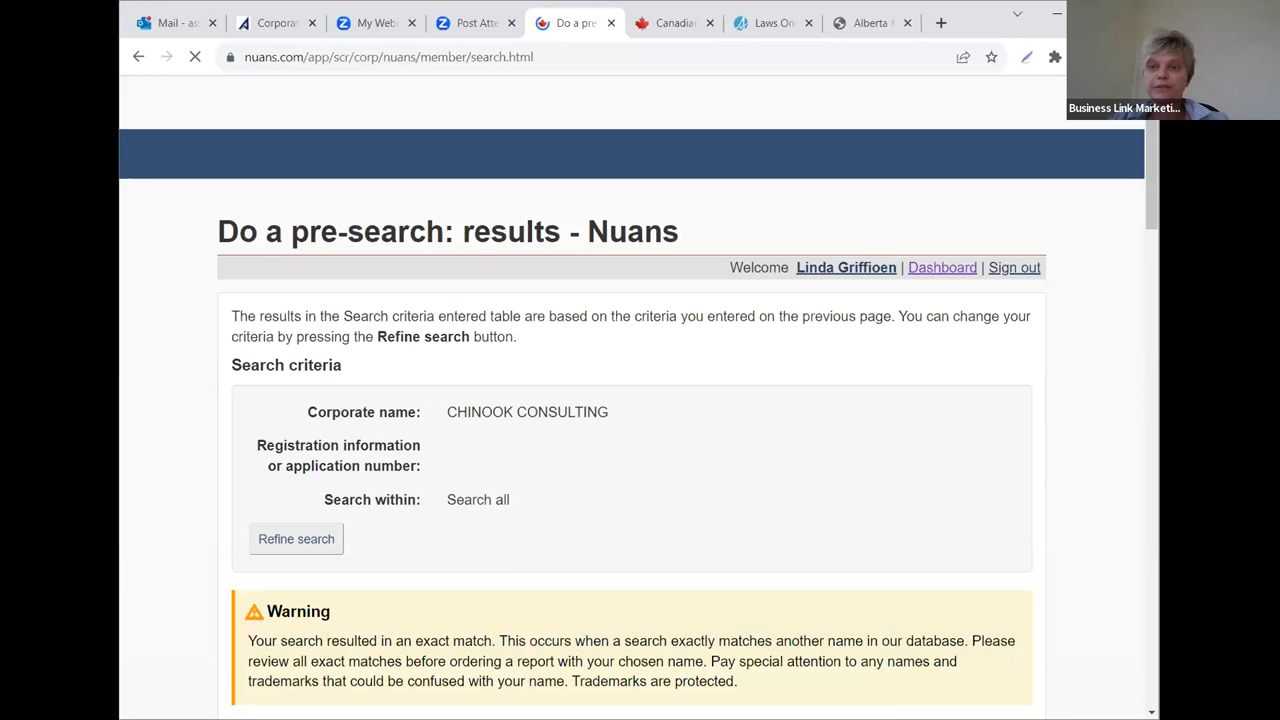 Mail - as
Corporat
My Web
Post Atte
Do a pre
Canadia
Laws On
Alberta
nuans.com/app/scr/corp/nuans/member/search.html
Business Link Marketi...
Do a pre-search: results - Nuans
Welcome Linda Griffioen | Dashboard | Sign out
The results in the Search criteria entered table are based on the criteria you entered on the previous page. You can change your
criteria by pressing the Refine search button.
Search criteria
Corporate name: CHINOOK CONSULTING
Registration information
or application number:
Search within: Search all
Refine search
Warning
Your search resulted in an exact match. This occurs when a search exactly matches another name in our database. Please
review all exact matches before ordering a report with your chosen name. Pay special attention to any names and
trademarks that could be confused with your name. Trademarks are protected.